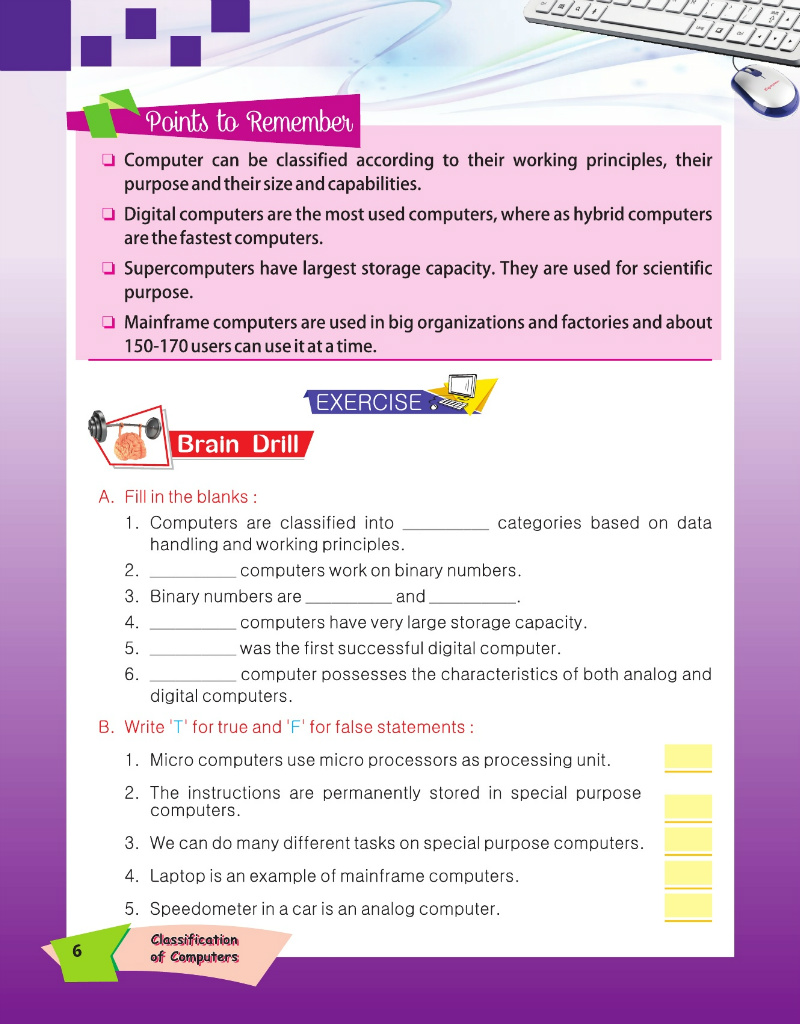 Points to Remember
❑ Computer can be classified according to their working principles, their
purpose and their size and capabilities.
❑ Digital computers are the most used computers, where as hybrid computers
are the fastest computers.
❑ Supercomputers have largest storage capacity. They are used for scientific
purpose.
❑ Mainframe computers are used in big organizations and factories and about
150-170 users can use it at a time.
EXERCISE
Brain Drill
A. Fill in the blanks :
1. Computers are classified into __________ categories based on data
handling and working principles.
2. __________ computers work on binary numbers.
3. Binary numbers are __________ and __________.
4. __________ computers have very large storage capacity.
5. __________ was the first successful digital computer.
6. __________ computer possesses the characteristics of both analog and
digital computers.
B. Write 'T' for true and 'F' for false statements :
1. Micro computers use micro processors as processing unit.
2. The instructions are permanently stored in special purpose
computers.
3. We can do many different tasks on special purpose computers.
4. Laptop is an example of mainframe computers.
5. Speedometer in a car is an analog computer.
6
Classification
of Computers